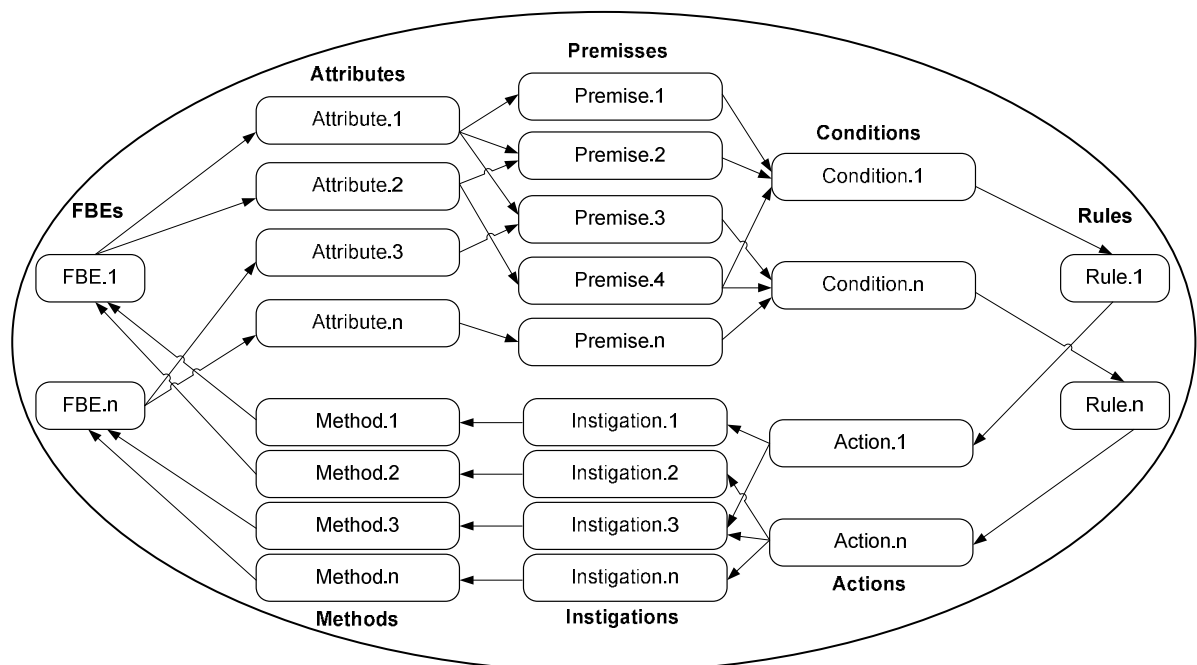 Premisses
Attributes
Premise.1
Attribute.1
Conditions
Premise.2
Condition.1
Attribute.2
FBEs
Premise.3
Rules
Attribute.3
FBE.1
Premise.4
Condition.n
Rule.1
Attribute.n
Premise.n
FBE.n
Rule.n
Method.1
Instigation.1
Action.1
Method.2
Instigation.2
Method.3
Instigation.3
Action.n
Method.n
Instigation.n
Actions
Methods
Instigations